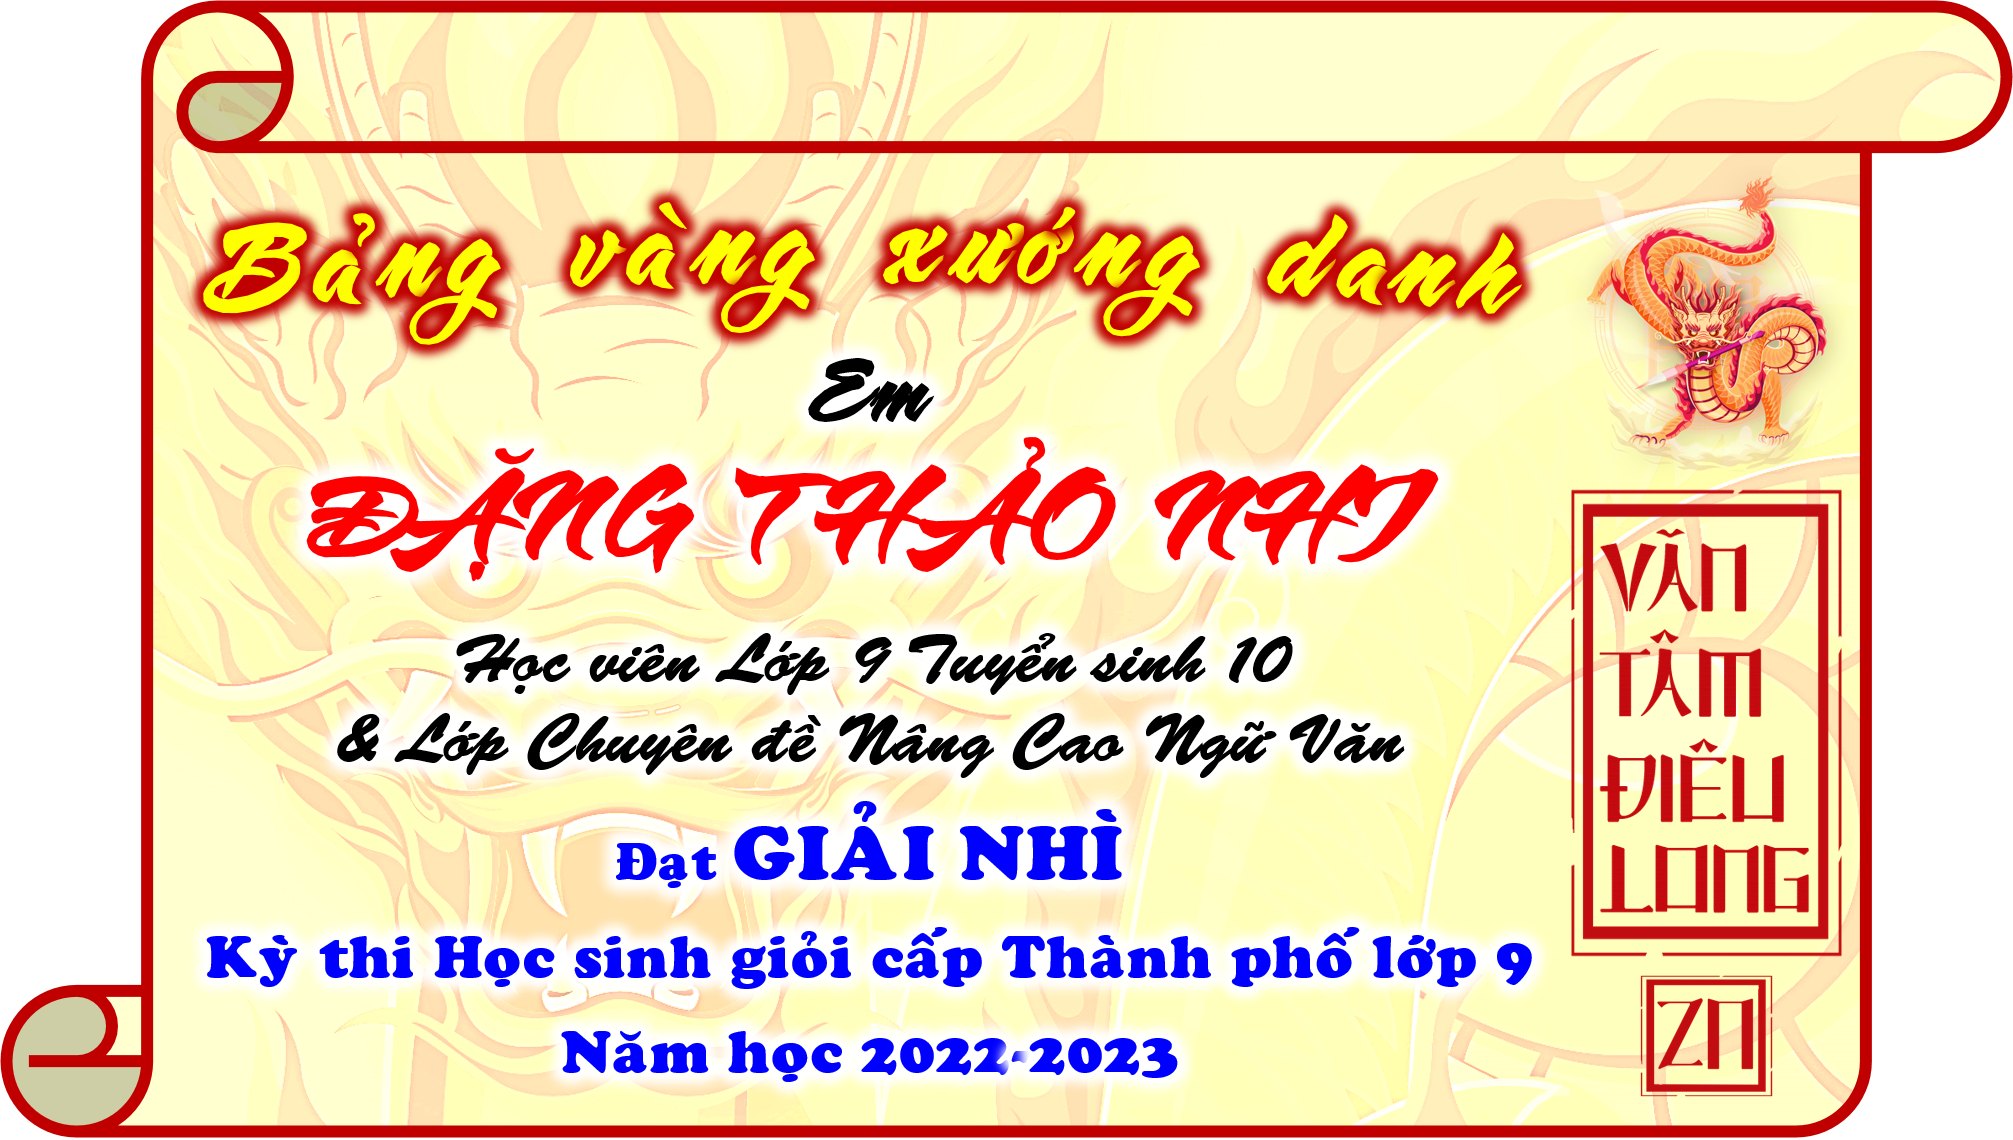 Bảng vàng xướng danh
Em
ĐẶNG THẢO NHI
Học viên Lớp 9 Tuyển sinh 10
& Lớp Chuyên đề Nâng Cao Ngữ Văn
Đạt GIẢI NHÌ
Kỳ thi Học sinh giỏi cấp Thành phố lớp 9
Năm học 2022-2023
VĂN
TÂM
ĐIÊU
LONG
ZN